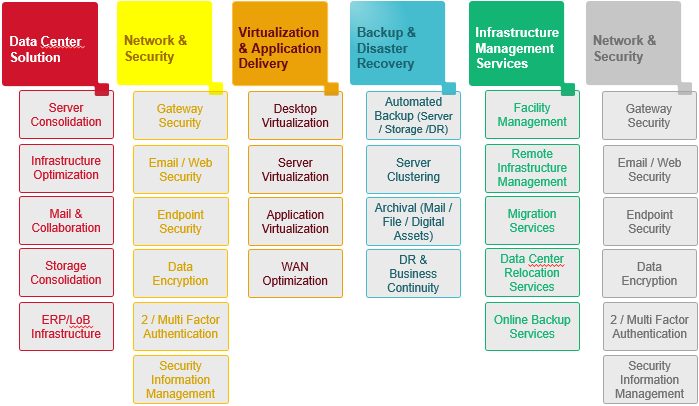 Data Center
Solution
Server
Consolidation
Infrastructure
Optimization
Mail &
Collaboration
Storage
Consolidation
ERP/LoB
Infrastructure
Network &
Security
Gateway
Security
Email / Web
Security
Endpoint
Security
Data
Encryption
2 / Multi Factor
Authentication
Security
Information
Management
Virtualization
& Application
Delivery
Desktop
Virtualization
Server
Virtualization
Application
Virtualization
WAN
Optimization
Backup &
Disaster
Recovery
Automated
Backup (Server
/ Storage /DR)
Server
Clustering
Archival (Mail /
File / Digital
Assets)
DR &
Business
Continuity
Infrastructure
Management
Services
Facility
Management
Remote
Infrastructure
Management
Migration
Services
Data Center
Relocation
Services
Online Backup
Services
Network &
Security
Gateway
Security
Email / Web
Security
Endpoint
Security
Data
Encryption
2 / Multi Factor
Authentication
Security
Information
Management